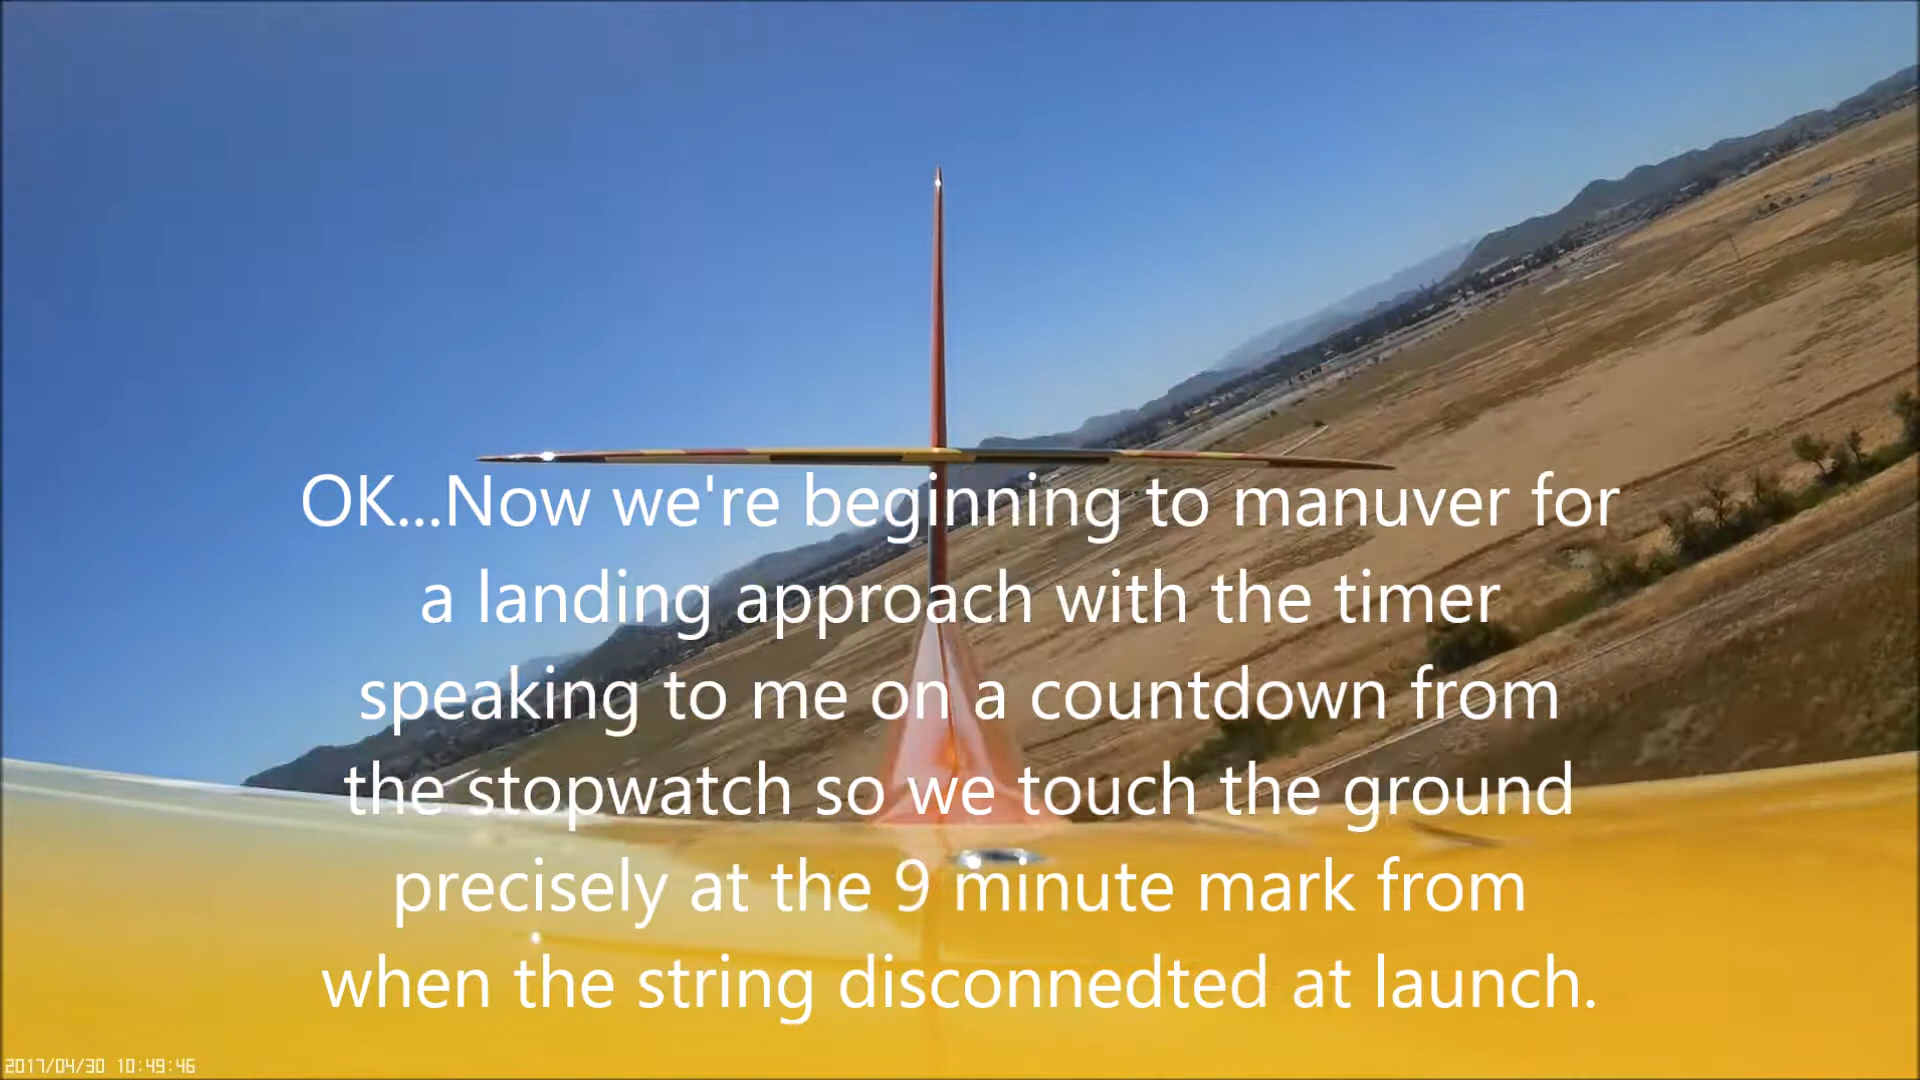 OK...Now we're beginning to manuver for
a landing approach with the timer
speaking to me on a countdown from
the stopwatch so we touch the ground
precisely at the 9 minute mark from
when the string disconnedted at launch.
2017/04/30 10:49:46